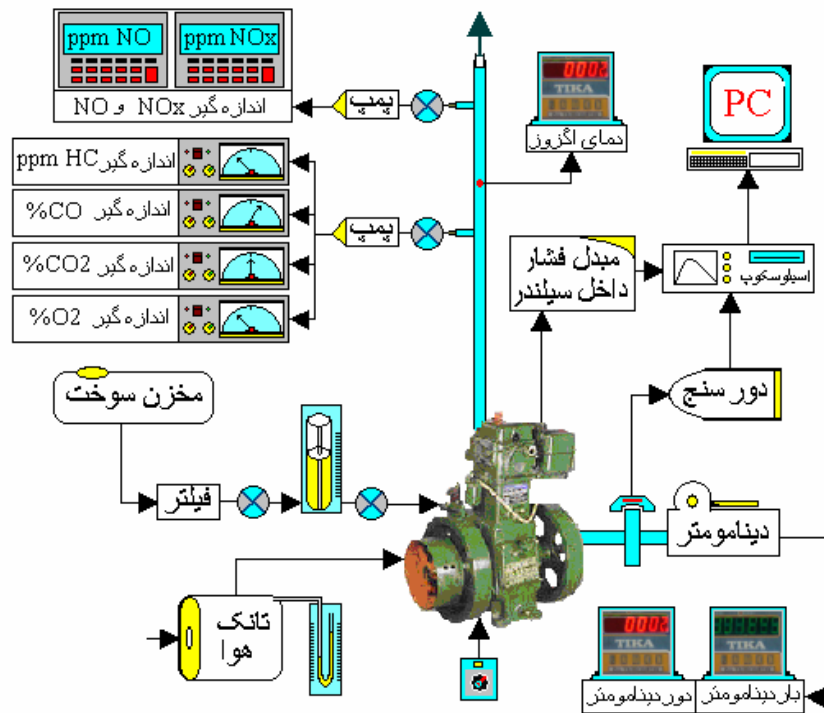 ppm NO
ppm NOx
اندازه گیر NOx و NO
پمپ
TIKA
دمای اگزوز
PC
اندازه گیر ppm HC
اندازه گیر CO%
پمپ
اندازه گیر CO2%
اندازه گیر O2%
مبدل فشار
داخل سیلندر
اسیلوسکوپ
مخزن سوخت
دور سنج
فیلتر
دینامومتر
تانک
هوا
TIKA
TIKA
دور دینامومتر
بار دینامومتر